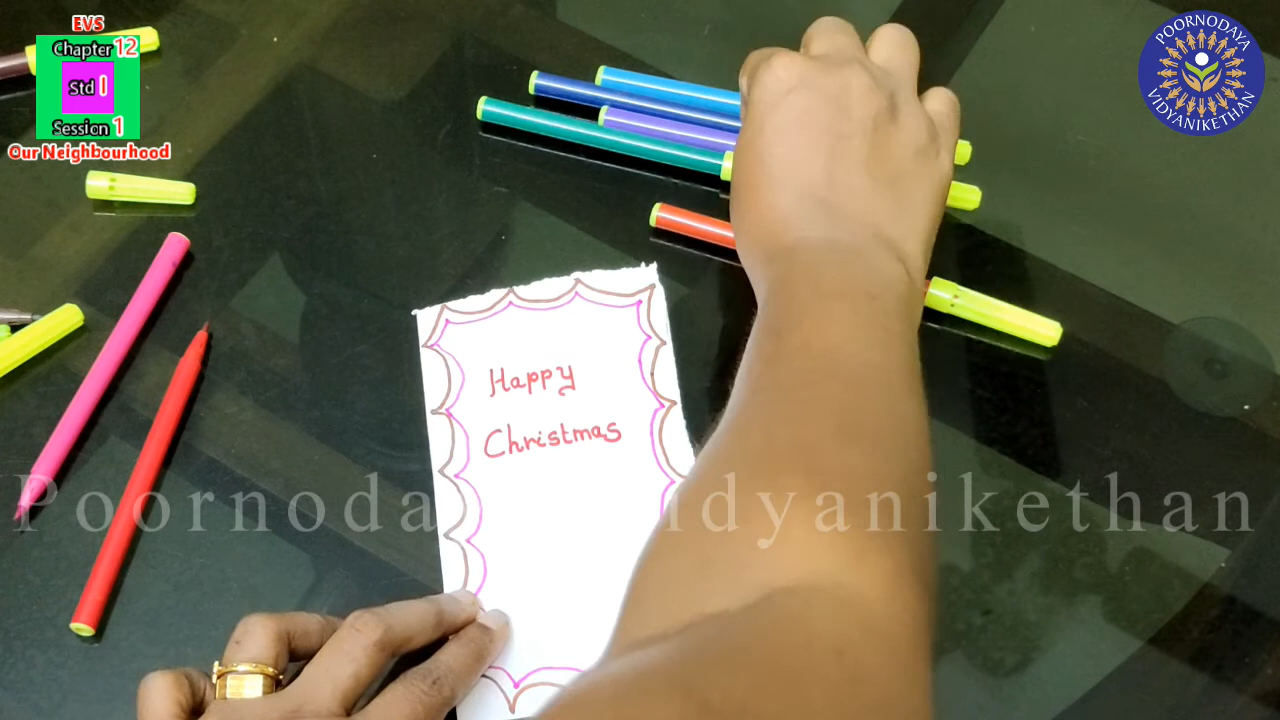 EVS
Chapter 12
Std I
Session 1
Our Neighbourhood
POORNODAYA
VIDYANIKETHAN
Happy
Christmas
Poornoda idyanikethan